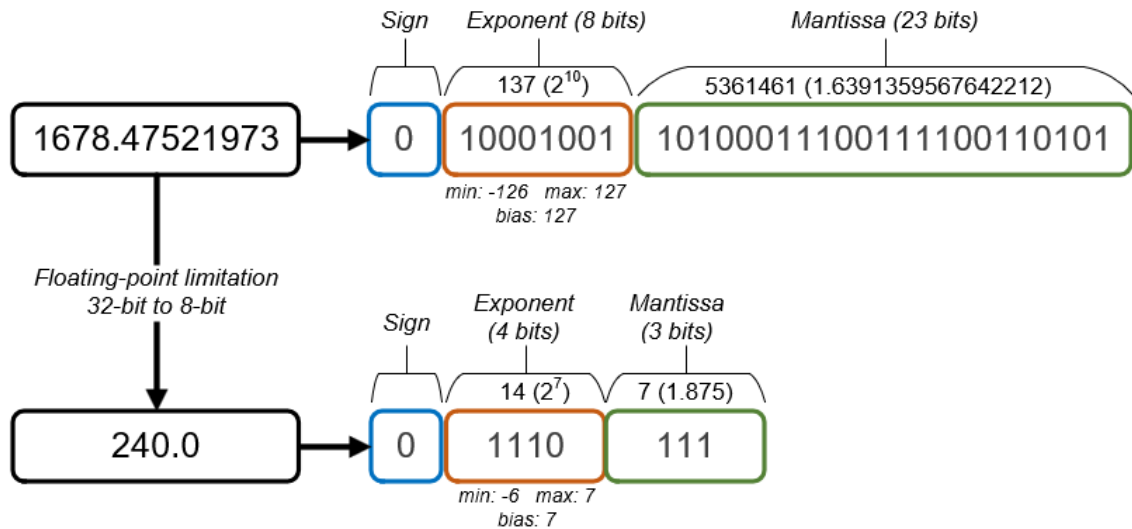 Sign Exponent (8 bits) Mantissa (23 bits)
137 (2¹⁰) 5361461 (1.6391359567642212)
1678.47521973 0 10001001 10100011100111100110101
min: -126 max: 127
bias: 127
Floating-point limitation
32-bit to 8-bit
Sign Exponent Mantissa
(4 bits) (3 bits)
14 (2⁷) 7 (1.875)
240.0 0 1110 111
min: -6 max: 7
bias: 7